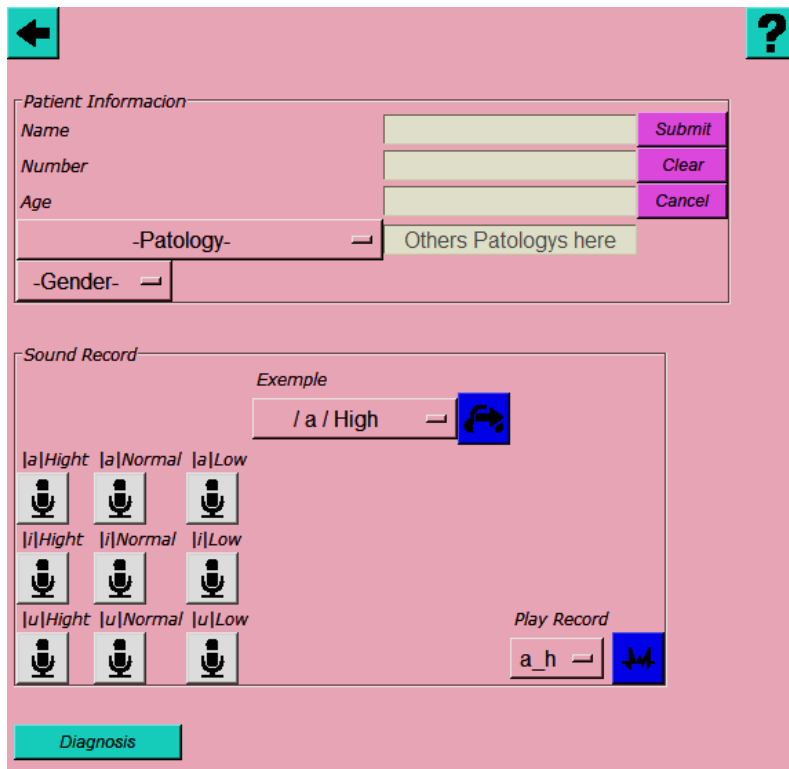 ?
Patient Informacion
Name
Submit
Number
Clear
Age
Cancel
-Patology-
Others Patologys here
-Gender-
Sound Record
Exemple
/ a / High
|a|Hight |a|Normal |a|Low
|i|Hight |i|Normal |i|Low
|u|Hight |u|Normal |u|Low
Play Record
a_h
Diagnosis